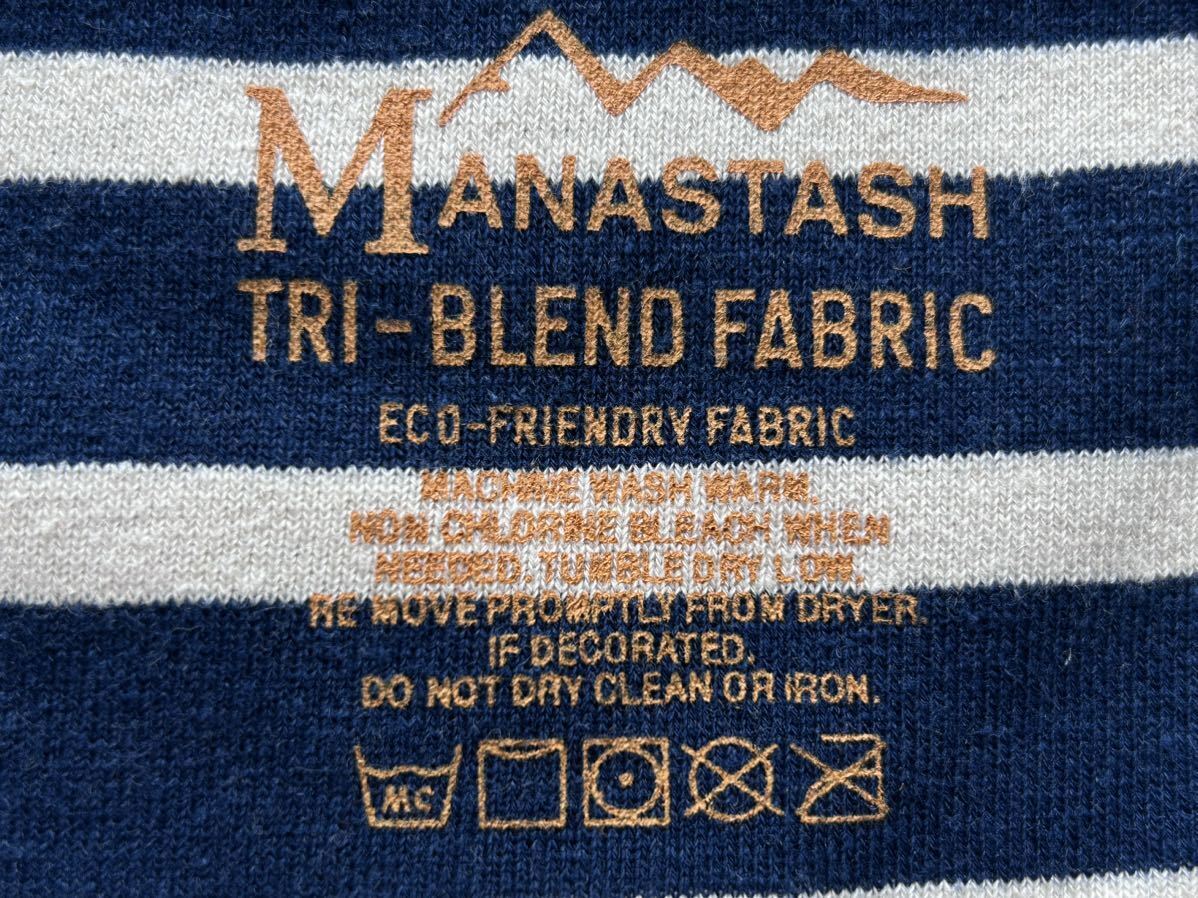 MANASTASH
TRI-BLEND FABRIC
ECO-FRIENDRY FABRIC
MACHINE WASH WARM.
NON CHLORINE BLEACH WHEN
NEEDED. TUMBLE DRY LOW.
RE MOVE PROMPTLY FROM DRYER.
IF DECORATED.
DO NOT DRY CLEAN OR IRON.
MC